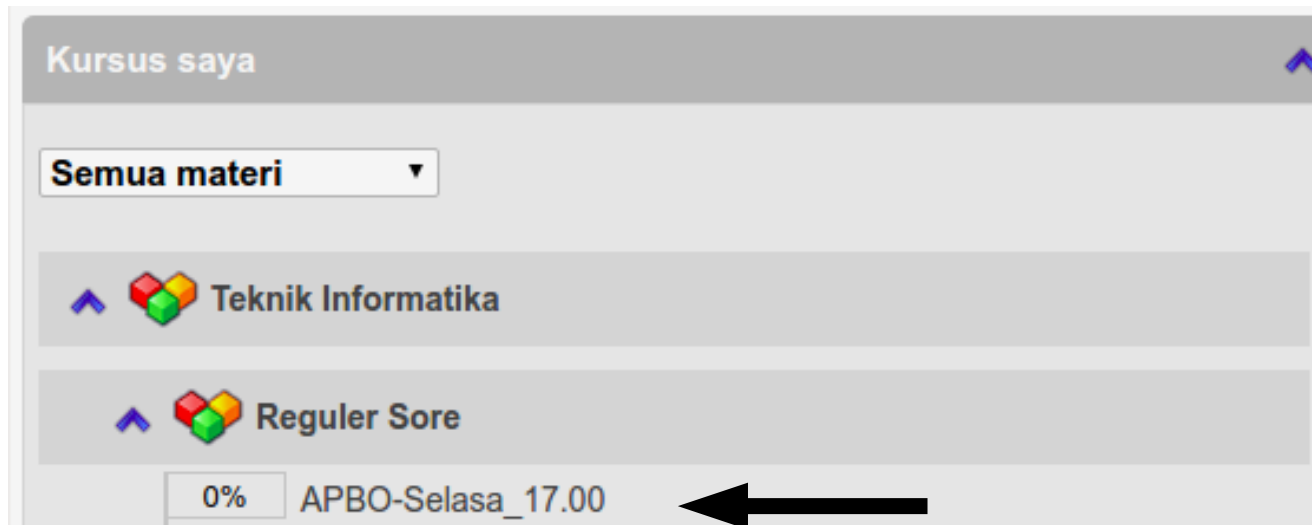 Kursus saya
Semua materi
Teknik Informatika
Reguler Sore
0% APBO-Selasa_17.00